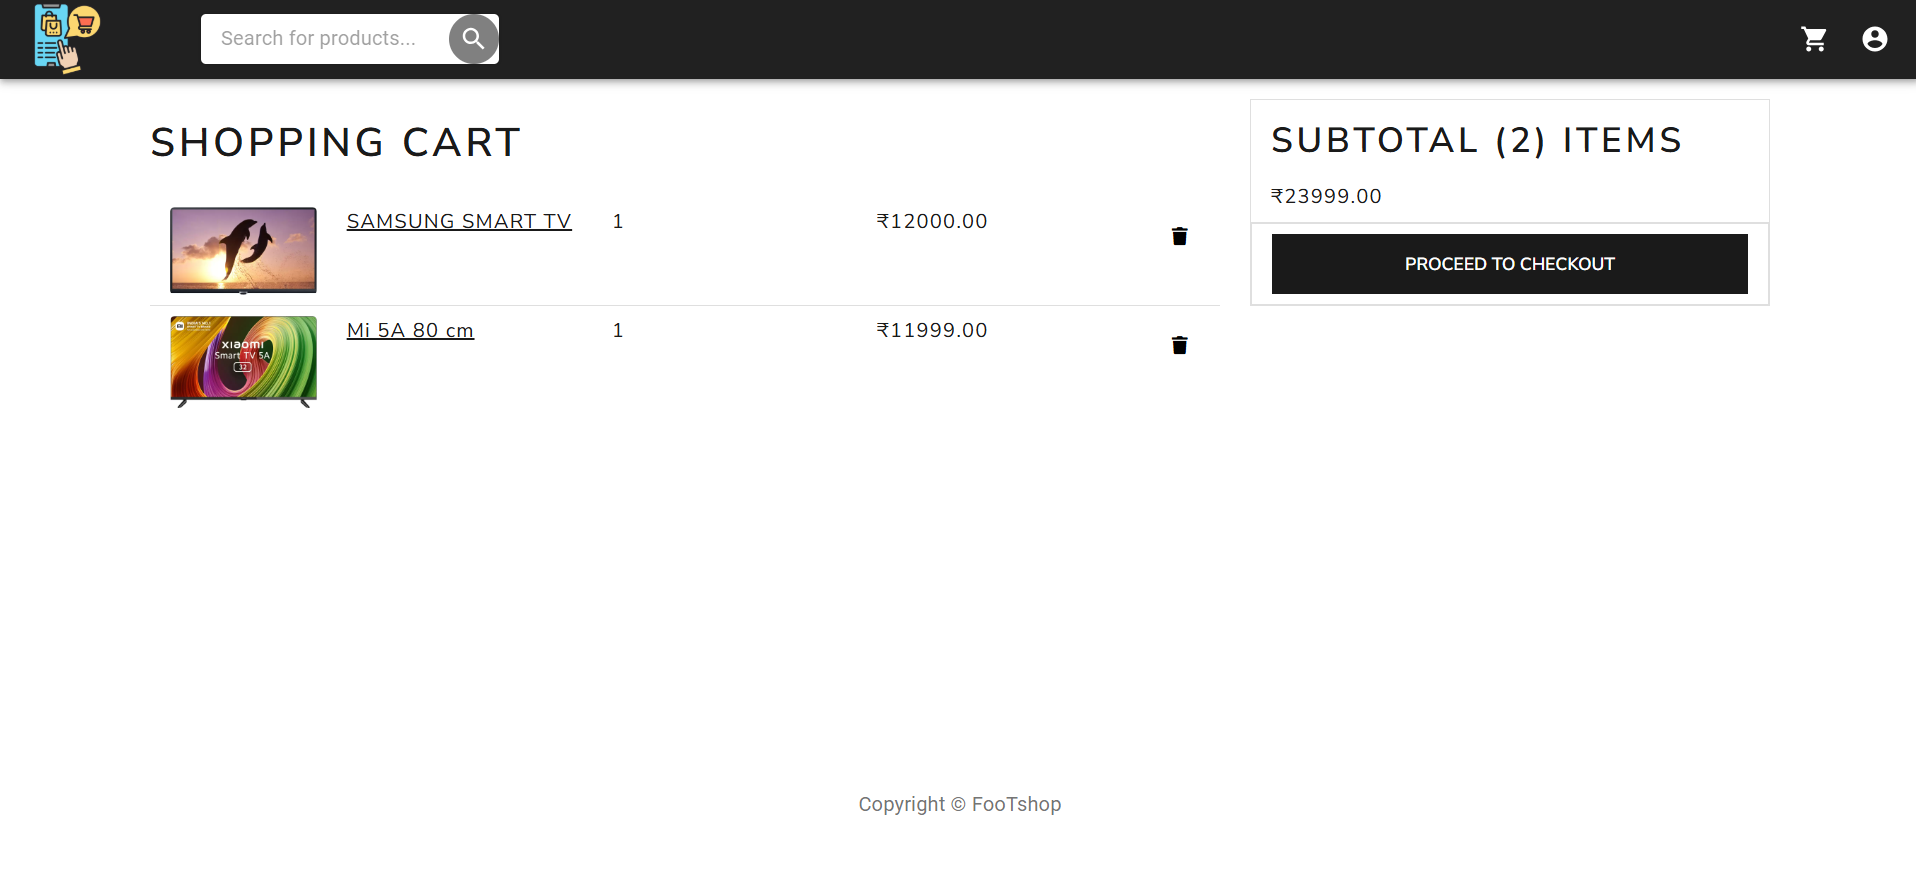 Search for products...
SHOPPING CART
SAMSUNG SMART TV 1 ₹12000.00
xiaomi
Smart TV 5A
32
Mi 5A 80 cm 1 ₹11999.00
SUBTOTAL (2) ITEMS
₹23999.00
PROCEED TO CHECKOUT
Copyright © FooTshop